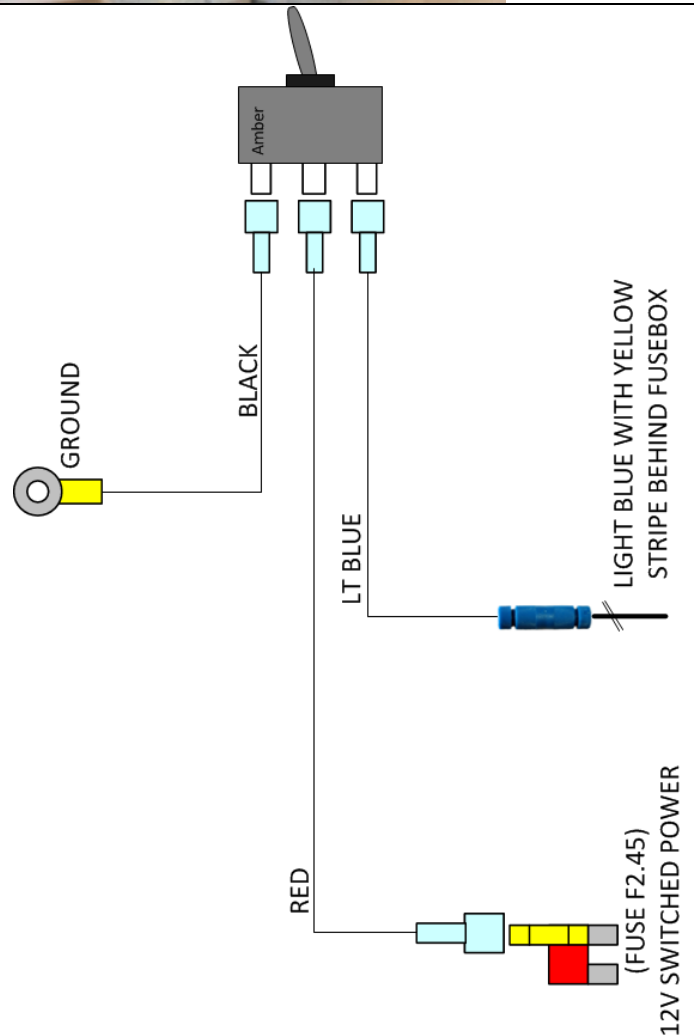 Amber
GROUND
BLACK
LT BLUE
LIGHT BLUE WITH YELLOW
STRIPE BEHIND FUSEBOX
RED
(FUSE F2.45)
12V SWITCHED POWER